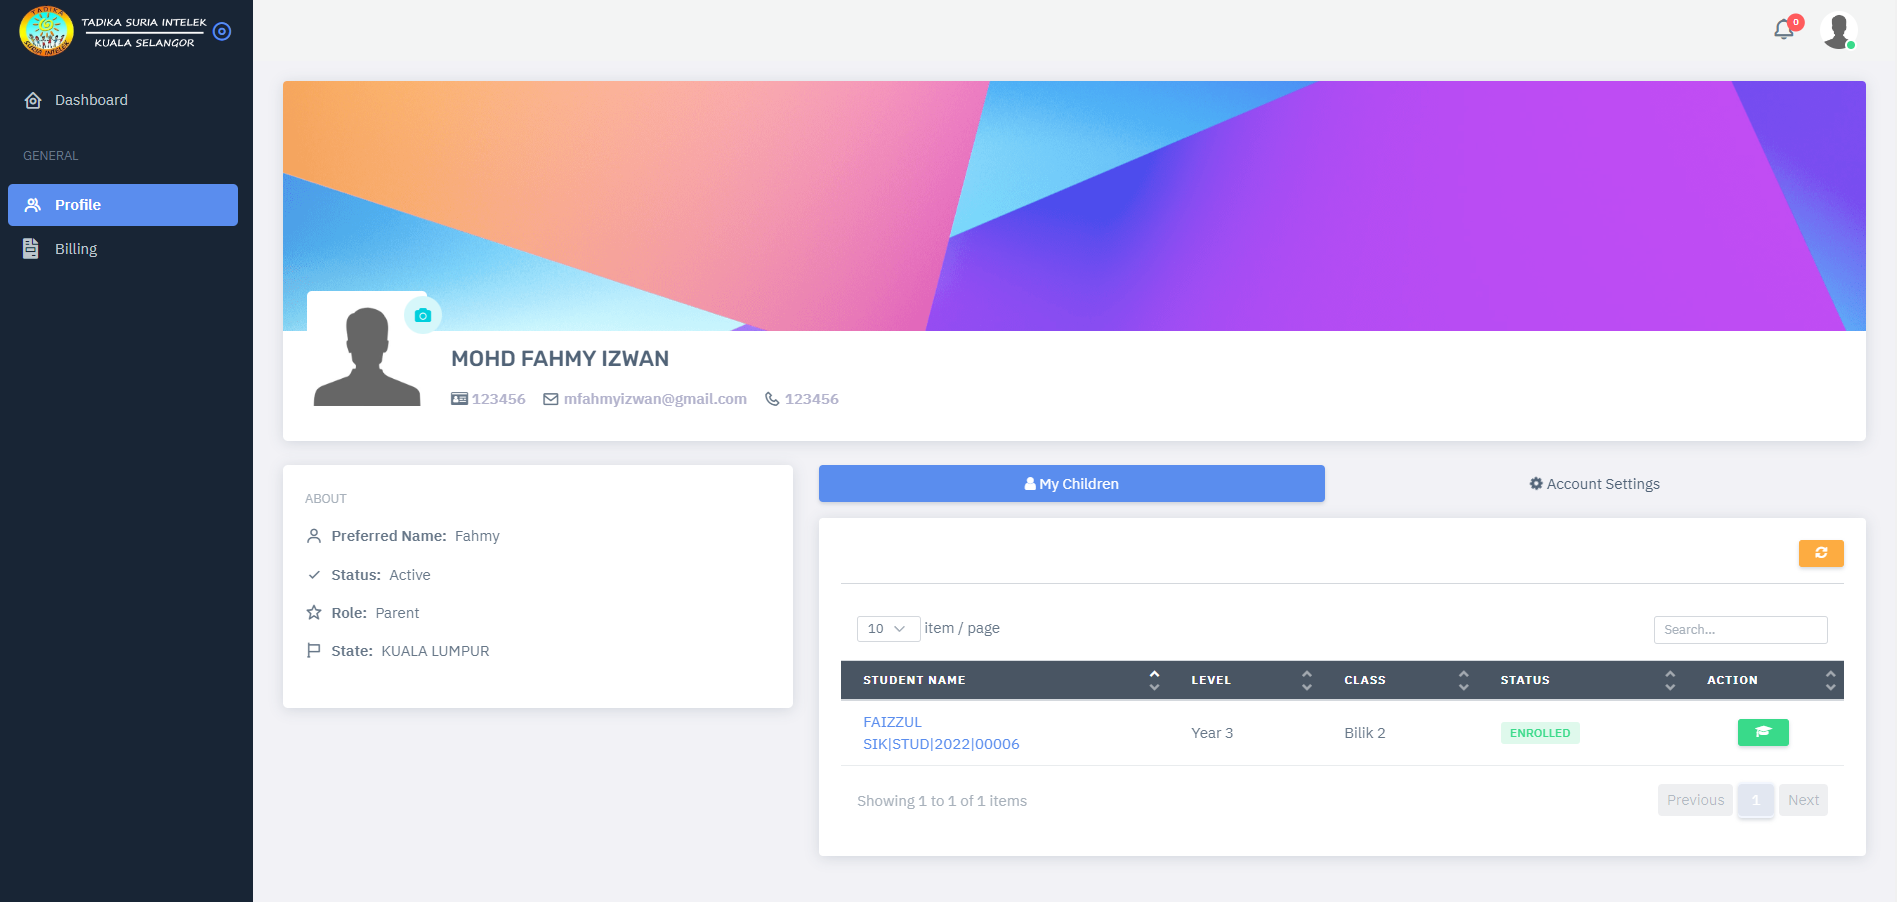 TADIKA
SURIA INTELEK
TADIKA SURIA INTELEK
KUALA SELANGOR
0
Dashboard
GENERAL
Profile
Billing
MOHD FAHMY IZWAN
123456 mfahmyizwan@gmail.com 123456
ABOUT
Preferred Name: Fahmy
Status: Active
Role: Parent
State: KUALA LUMPUR
My Children
Account Settings
10 item / page
Search...
STUDENT NAME LEVEL CLASS STATUS ACTION
FAIZZUL
SIK|STUD|2022|00006
Year 3 Bilik 2 ENROLLED
Showing 1 to 1 of 1 items
Previous 1 Next